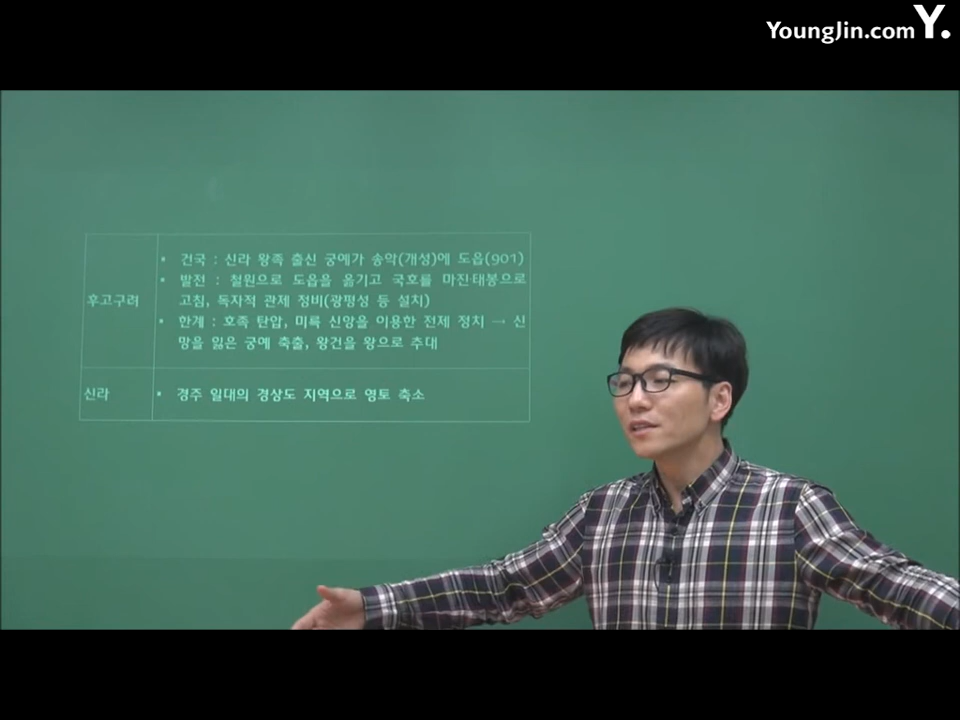 YoungJin.com Y.
후고구려
• 건국 : 신라 왕족 출신 궁예가 송악(개성)에 도읍(901)
• 발전 : 철원으로 도읍을 옮기고 국호를 마진·태봉으로
고침, 독자적 관제 정비(광평성 등 설치)
• 한계 : 호족 탄압, 미륵 신앙을 이용한 전제 정치 → 신
망을 잃은 궁예 축출, 왕건을 왕으로 추대
신라
• 경주 일대의 경상도 지역으로 영토 축소